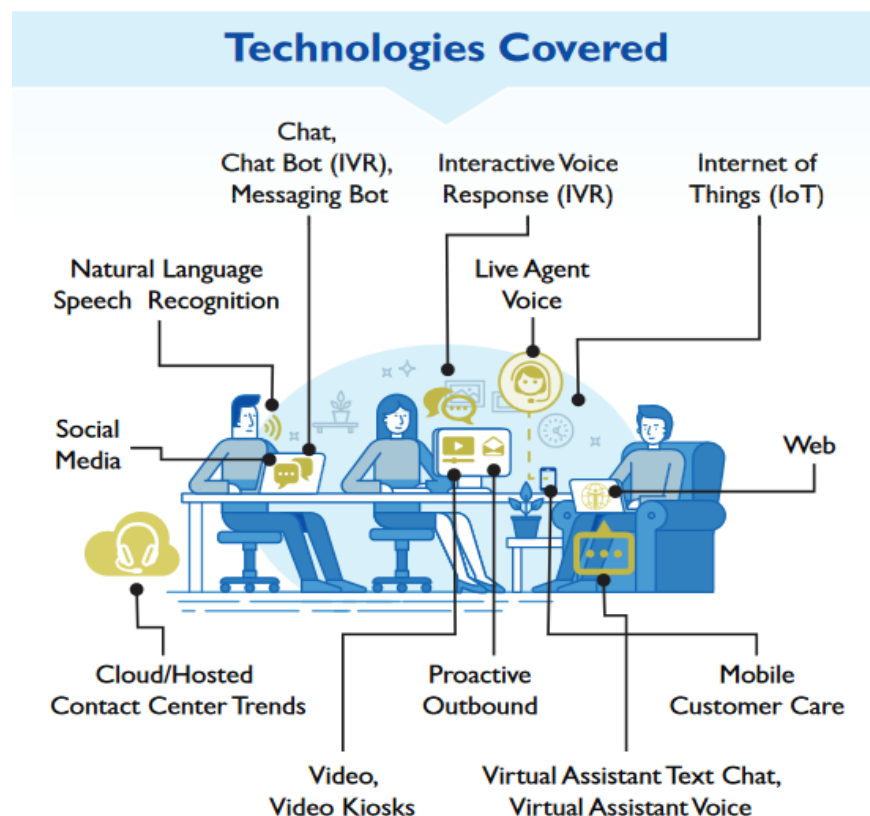 Technologies Covered
Chat,
Chat Bot (IVR),
Messaging Bot
Interactive Voice
Response (IVR)
Internet of
Things (IoT)
Natural Language
Speech Recognition
Live Agent
Voice
Social
Media
Web
Cloud/Hosted
Contact Center Trends
Proactive
Outbound
Mobile
Customer Care
Video,
Video Kiosks
Virtual Assistant Text Chat,
Virtual Assistant Voice